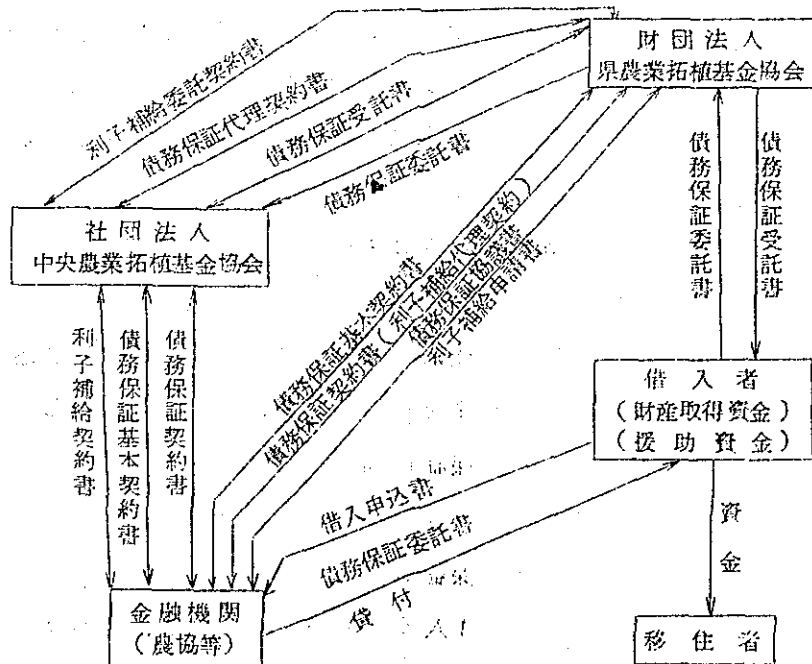 財団法人
県農業拓植基金協会
利子補給委託契約書
債務保証代理契約書
債務保証受託書
債務保証委託書
社団法人
中央農業拓植基金協会
債務保証基本契約書
債務保証契約書(利子補給代理契約)
債務保証協議書
利子補給申請書
債務保証委託書
債務保証受託書
利子補給契約書
債務保証基本契約書
債務保証契約書
借入者
(財産取得資金)
(援助資金)
借入申込書
債務保証委託書
貸付
資金
金融機関
(農協等)
移住者